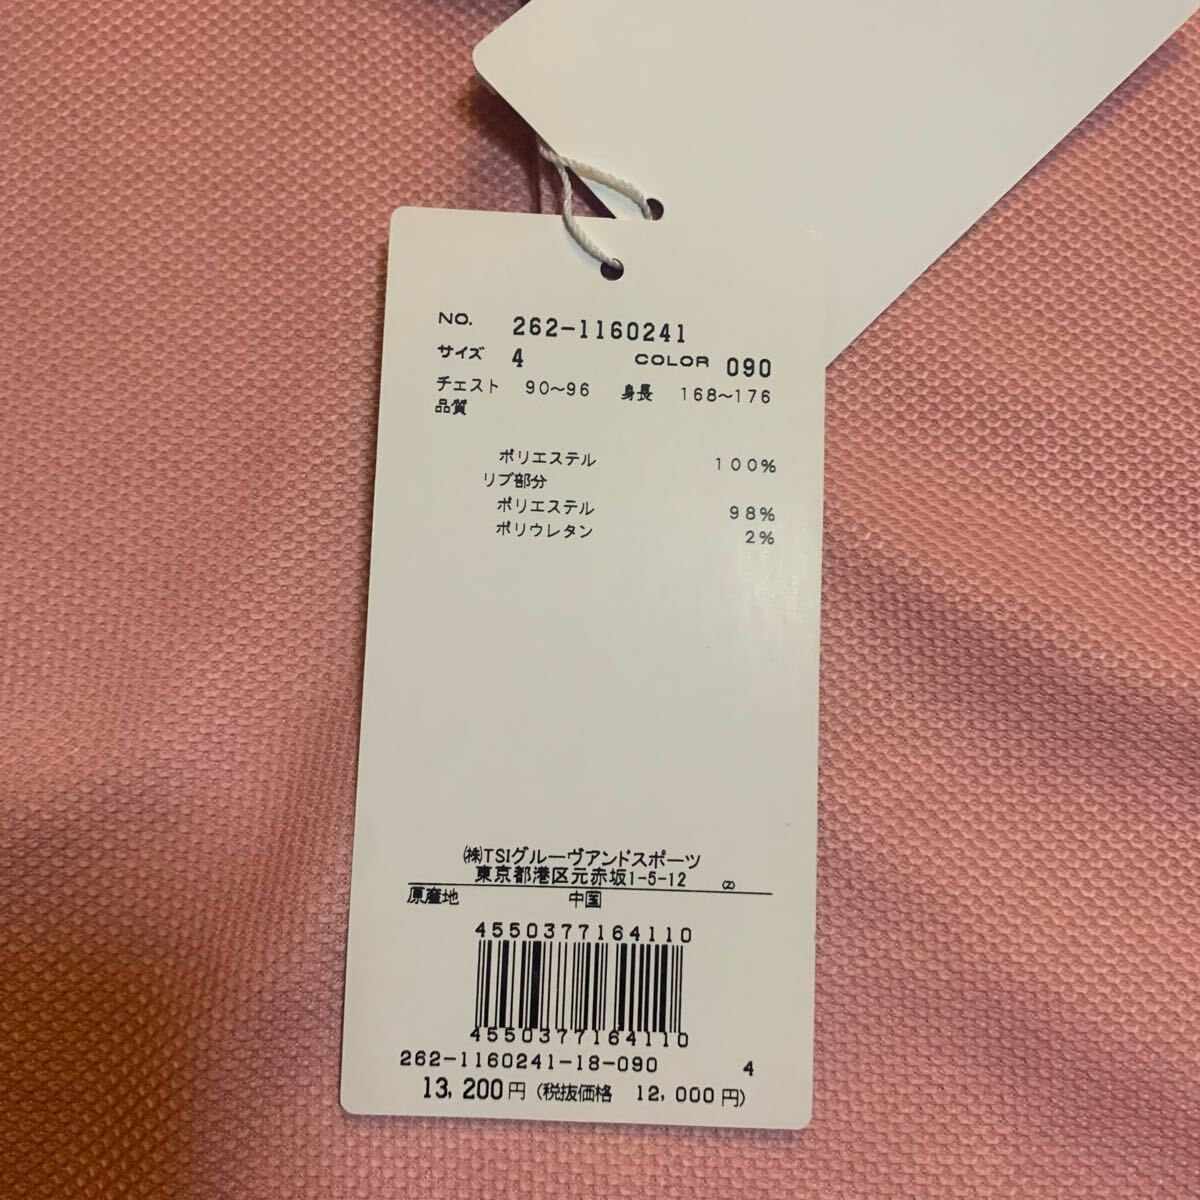 NO. 262-1160241
サイズ 4 COLOR 090
チェスト 90〜96 身長 168〜176
品質
ポリエステル 100%
リブ部分
ポリエステル 98%
ポリウレタン 2%
㈱TSIグルーヴアンドスポーツ
東京都港区元赤坂1-5-12
原産地 中国
4550377164110
4550377164110
262-1160241-18-090 4
13,200円(税抜価格 12,000円)